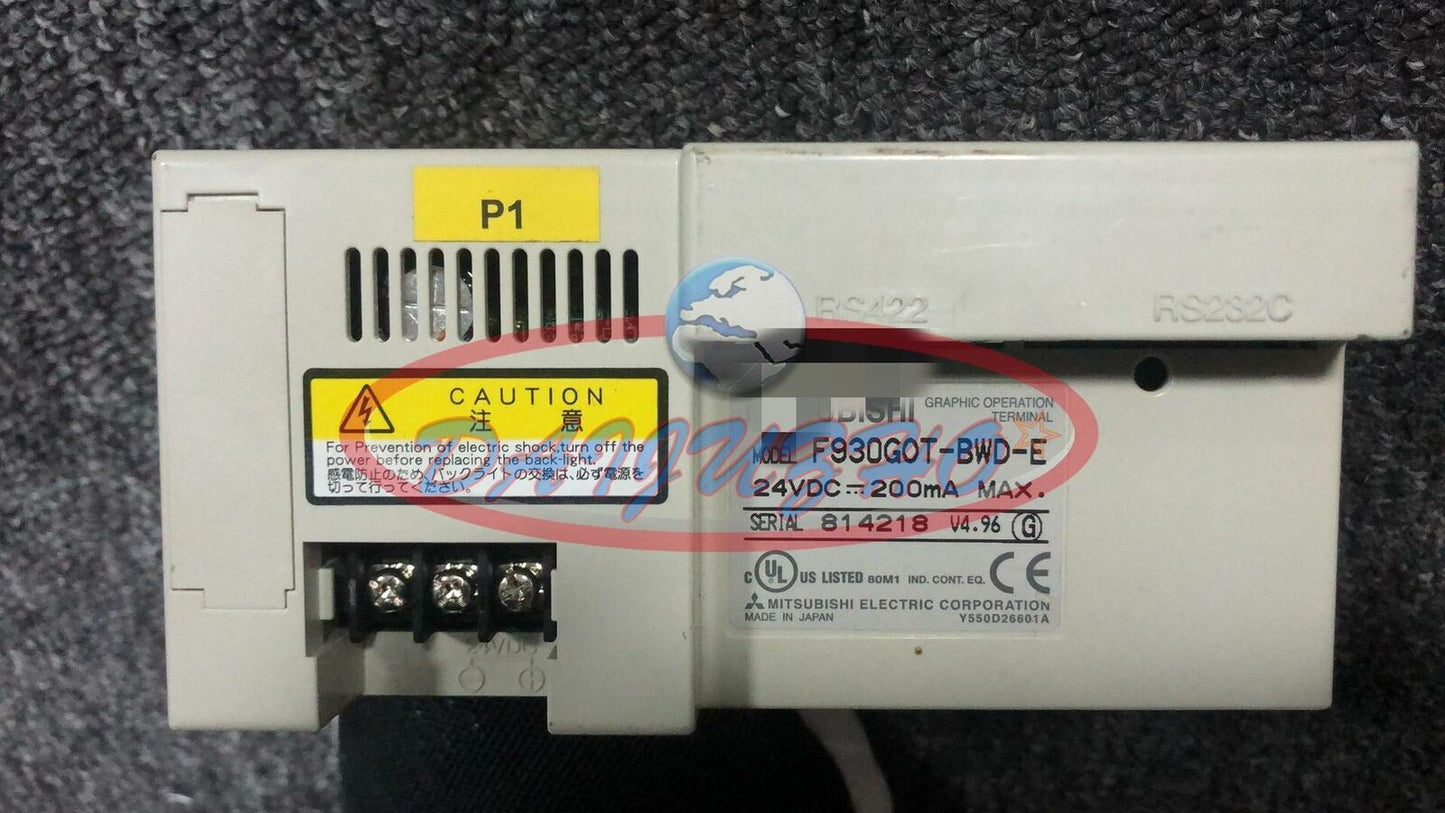 P1
RS422
RS232C
CAUTION
注 意
For Prevention of electric shock,turn off the
power before replacing the back-light.
感電防止のため、バックライトの交換は、必ず電源を
切って行ってください。
GRAPHIC OPERATION
TERMINAL
MODEL F930GOT-BWD-E
24VDC⎓200mA MAX.
SERIAL 814218 V4.96 G
C UL US LISTED 80M1 IND. CONT. EQ. CE
MITSUBISHI ELECTRIC CORPORATION
MADE IN JAPAN Y550D26601A
24VDC